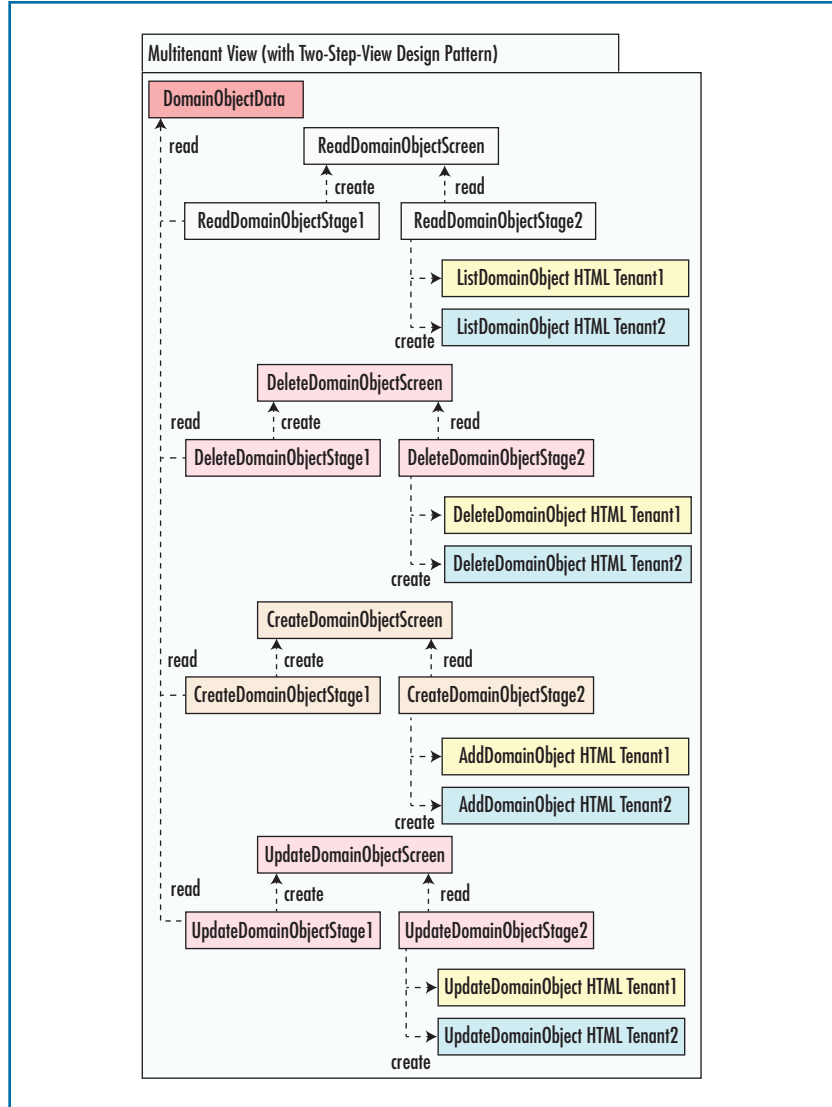 Multitenant View (with Two-Step-View Design Pattern)
DomainObjectData
read
ReadDomainObjectScreen
create
read
ReadDomainObjectStage1
ReadDomainObjectStage2
ListDomainObject HTML Tenant1
ListDomainObject HTML Tenant2
create
DeleteDomainObjectScreen
read
create
read
DeleteDomainObjectStage1
DeleteDomainObjectStage2
DeleteDomainObject HTML Tenant1
DeleteDomainObject HTML Tenant2
create
CreateDomainObjectScreen
read
create
read
CreateDomainObjectStage1
CreateDomainObjectStage2
AddDomainObject HTML Tenant1
AddDomainObject HTML Tenant2
create
UpdateDomainObjectScreen
read
create
read
UpdateDomainObjectStage1
UpdateDomainObjectStage2
UpdateDomainObject HTML Tenant1
UpdateDomainObject HTML Tenant2
create